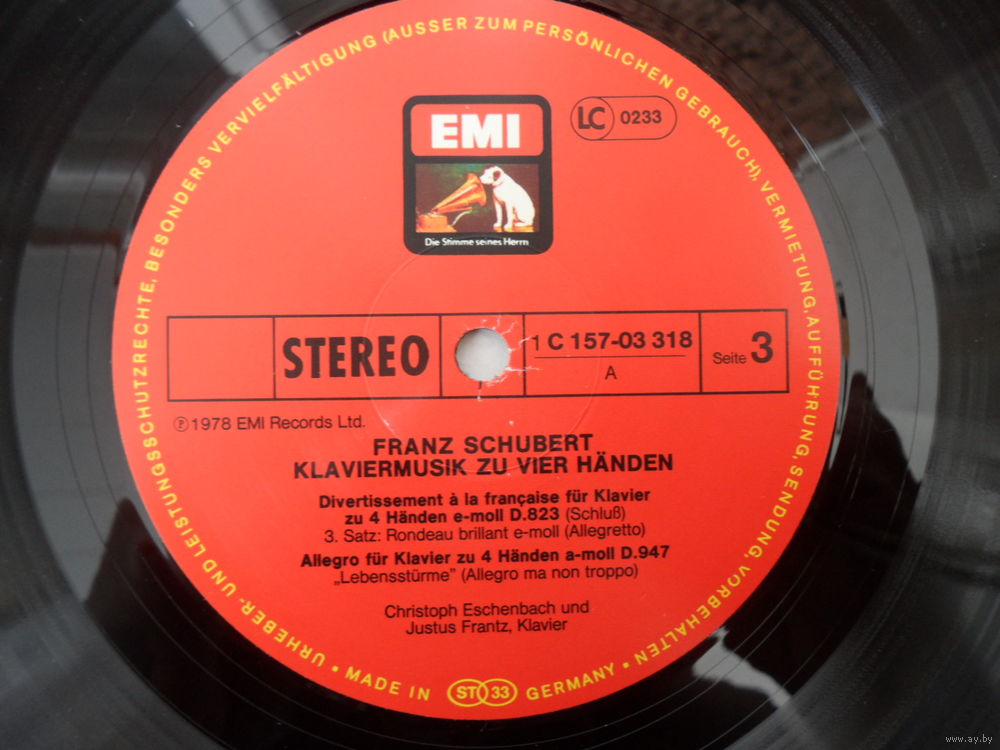 URHEBER- UND LEISTUNGSSCHUTZRECHTE, BESONDERS VERVIELFÄLTIGUNG (AUSSER ZUM PERSÖNLICHEN GEBRAUCH), VERMIETUNG, AUFFÜHRUNG, SENDUNG, VORBEHALTEN •
EMI
LC 0233
Die Stimme seines Herrn
STEREO
1 C 157-03 318
A
Seite 3
℗ 1978 EMI Records Ltd.
FRANZ SCHUBERT
KLAVIERMUSIK ZU VIER HÄNDEN
Divertissement à la française für Klavier
zu 4 Händen e-moll D.823 (Schluß)
3. Satz: Rondeau brillant e-moll (Allegretto)
Allegro für Klavier zu 4 Händen a-moll D.947
„Lebensstürme” (Allegro ma non troppo)
Christoph Eschenbach und
Justus Frantz, Klavier
• MADE IN ST 33 GERMANY •
www.ay.by